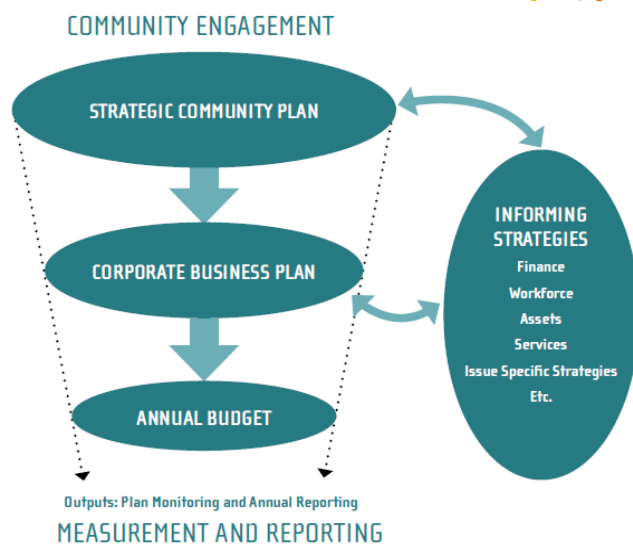 COMMUNITY ENGAGEMENT
STRATEGIC COMMUNITY PLAN
CORPORATE BUSINESS PLAN
ANNUAL BUDGET
INFORMING
STRATEGIES
Finance
Workforce
Assets
Services
Issue Specific Strategies
Etc.
Outputs: Plan Monitoring and Annual Reporting
MEASUREMENT AND REPORTING